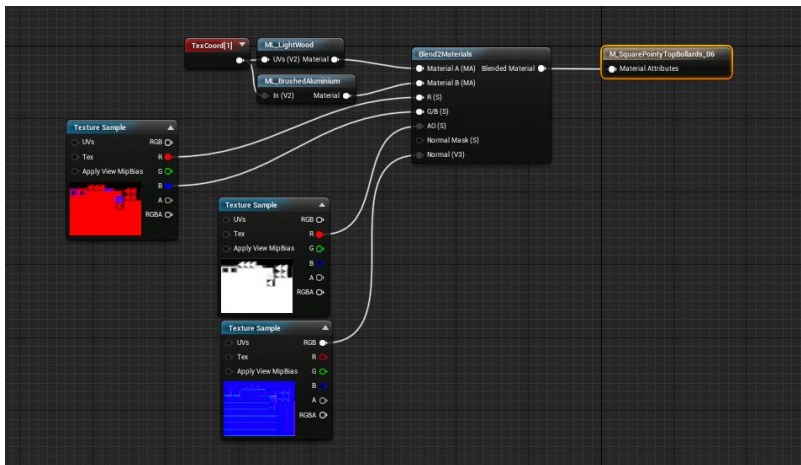 TexCoord[1]
ML_LightWood
UVs (V2) Material
ML_BrushedAluminium
In (V2) Material
Blend2Materials
Material A (MA) Blended Material
Material B (MA)
R (S)
G/B (S)
AO (S)
Normal Mask (S)
Normal (V3)
M_SquarePointyTopBollards_06
Material Attributes
Texture Sample
UVs RGB
Tex R
Apply View MipBias G
B
A
RGBA
Texture Sample
UVs RGB
Tex R
Apply View MipBias G
B
A
RGBA
Texture Sample
UVs RGB
Tex R
Apply View MipBias G
B
A
RGBA